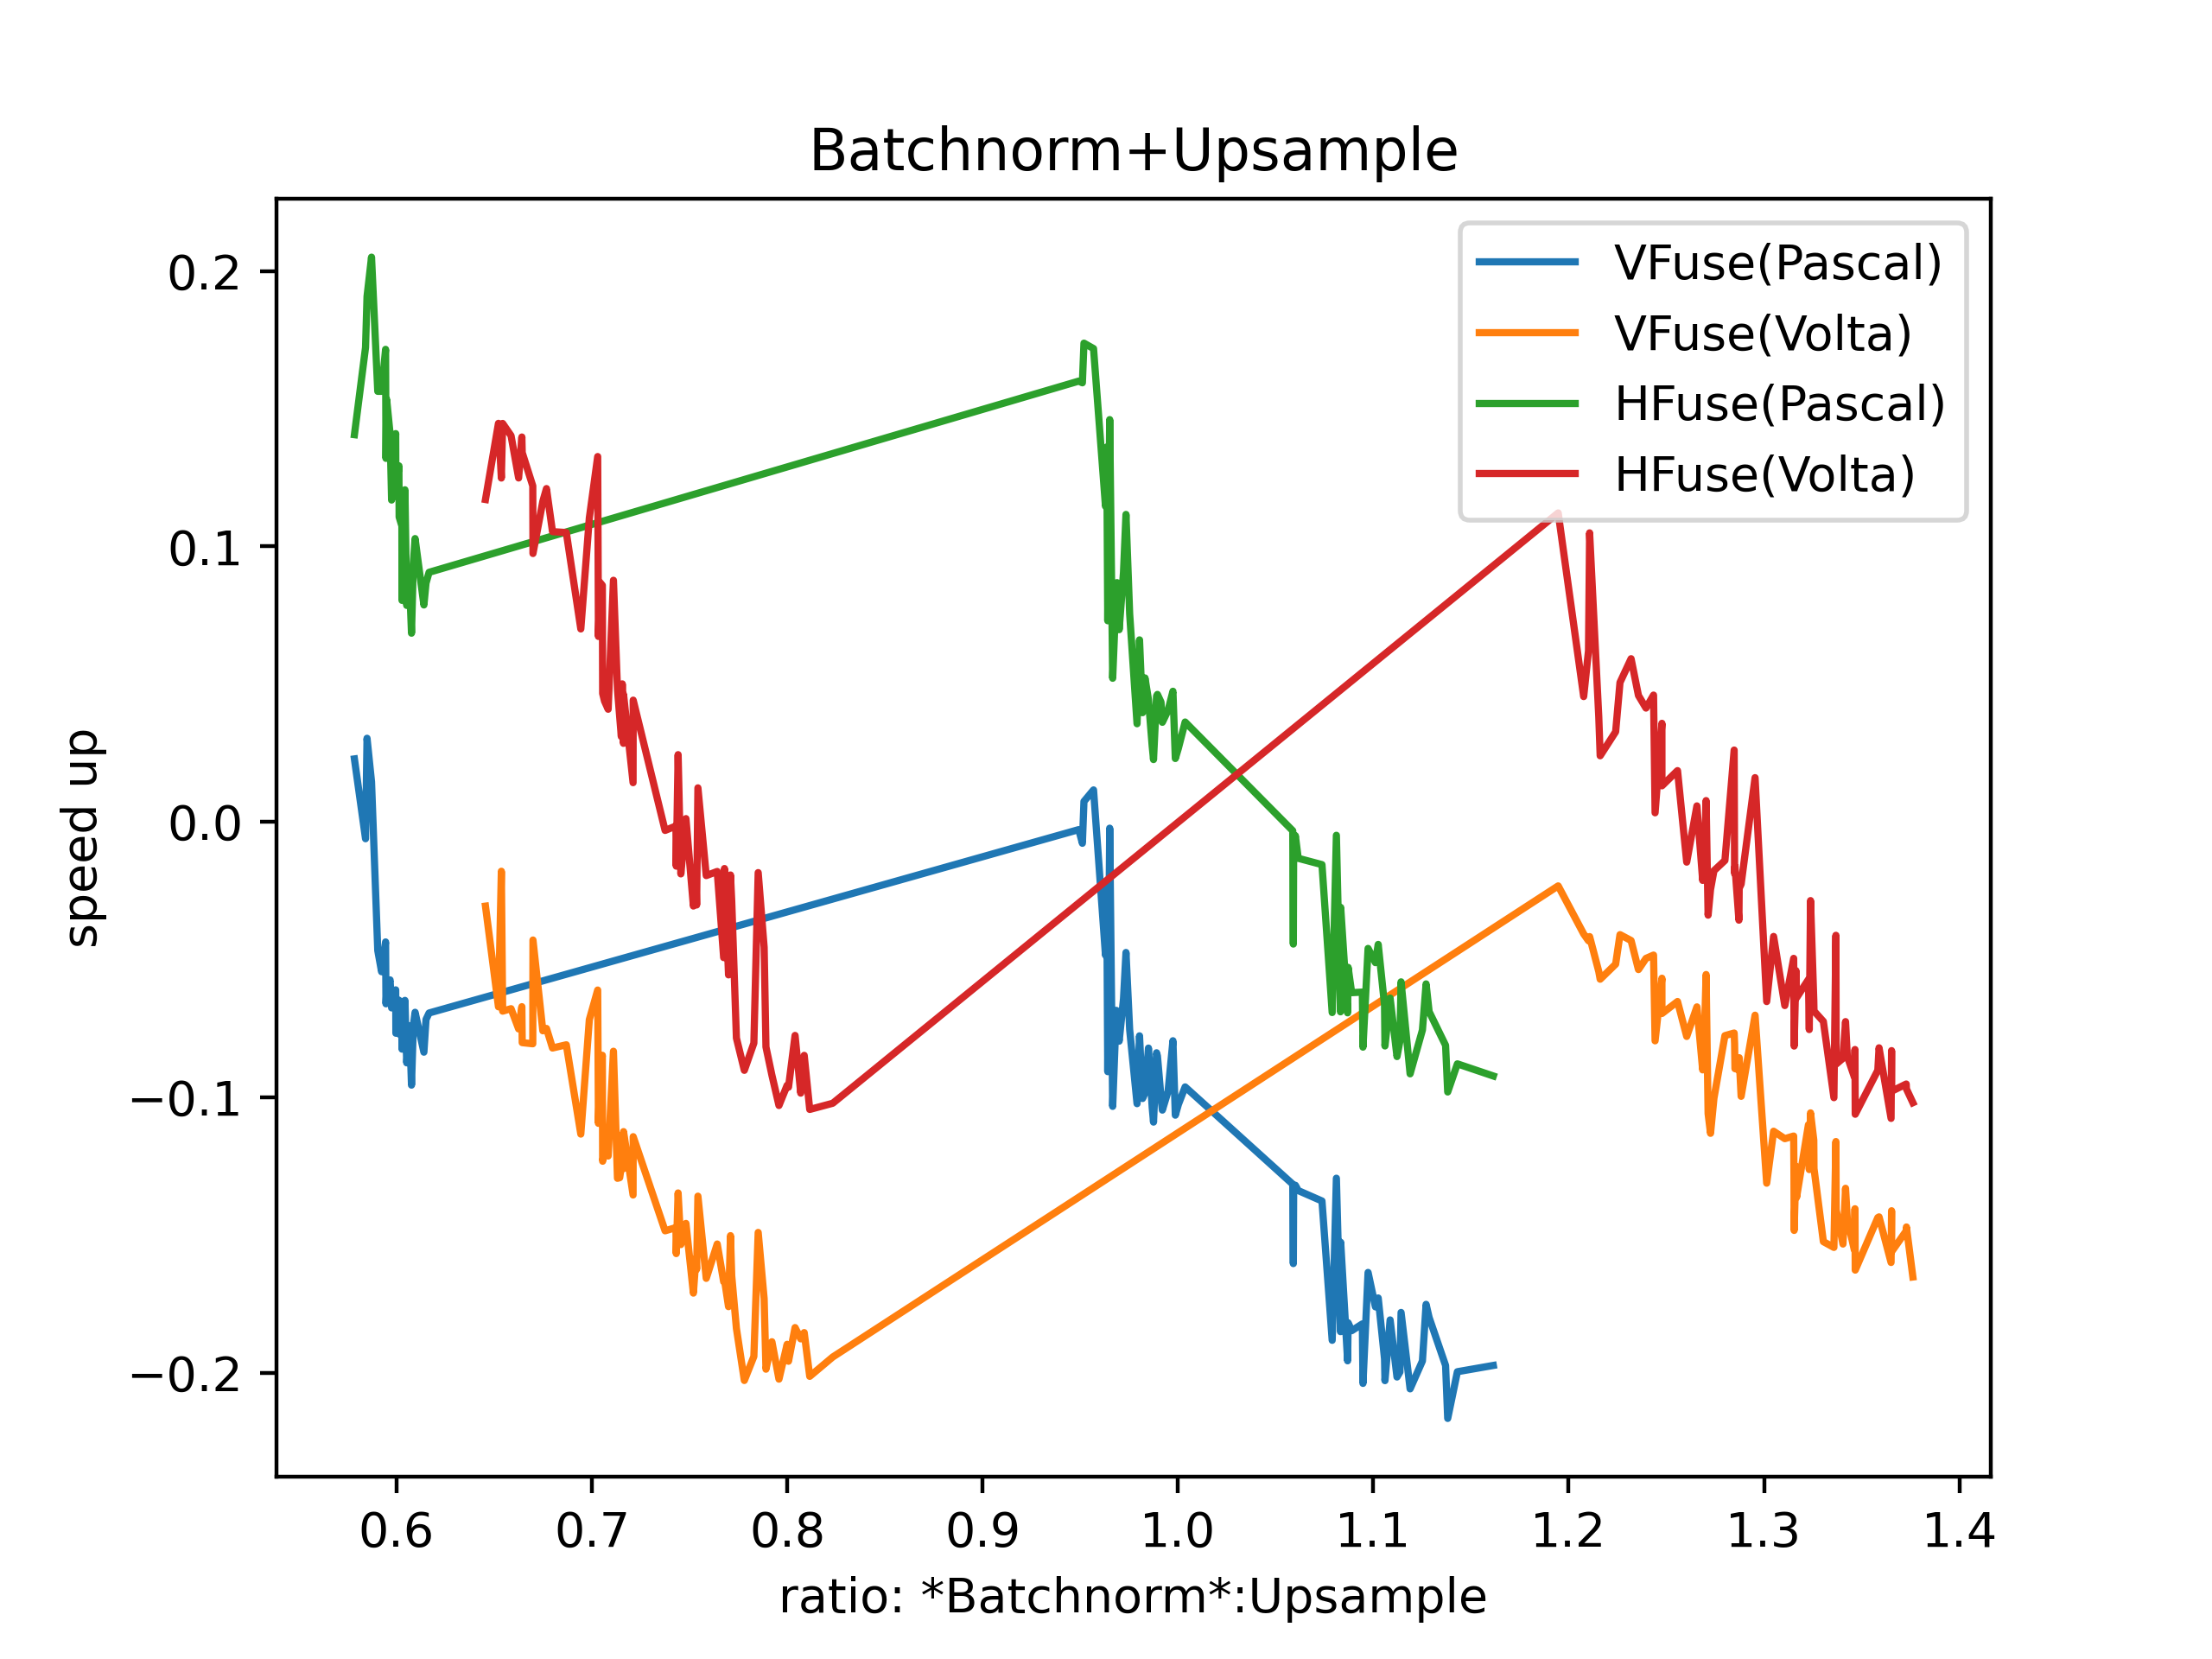 Batchnorm+Upsample
VFuse(Pascal)
VFuse(Volta)
HFuse(Pascal)
HFuse(Volta)
speed up
0.2
0.1
0.0
−0.1
−0.2
0.6 0.7 0.8 0.9 1.0 1.1 1.2 1.3 1.4
ratio: *Batchnorm*:Upsample